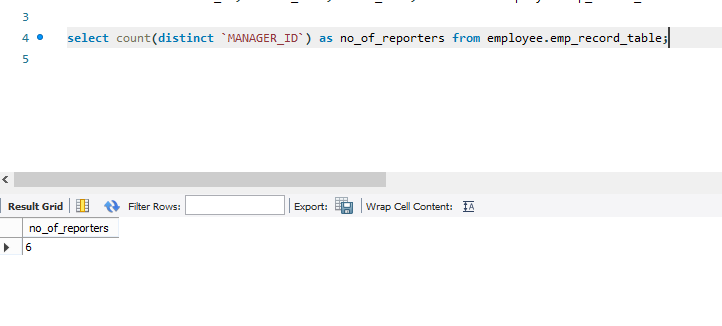 3
4 select count(distinct `MANAGER_ID`) as no_of_reporters from employee.emp_record_table;
5
Result Grid Filter Rows: Export: Wrap Cell Content: IA
no_of_reporters
6